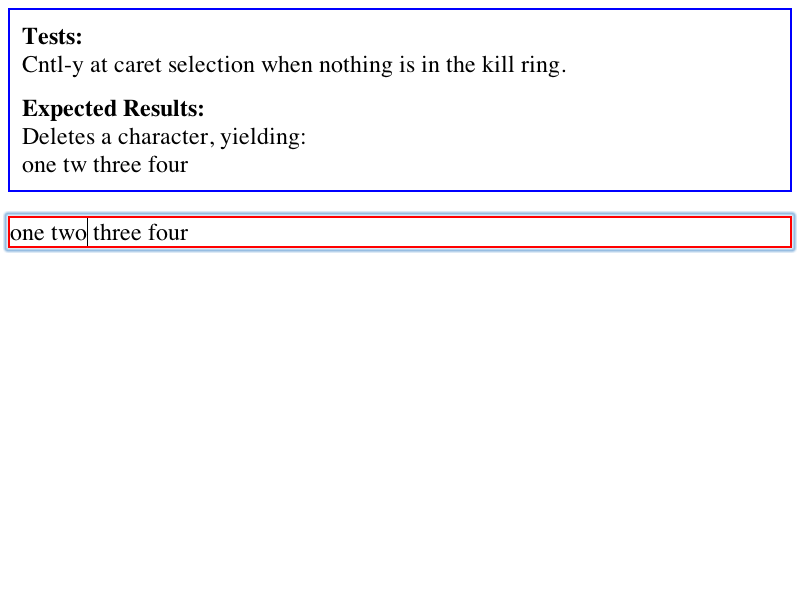 Tests:
Cntl-y at caret selection when nothing is in the kill ring.
Expected Results:
Deletes a character, yielding:
one tw three four
one two three four